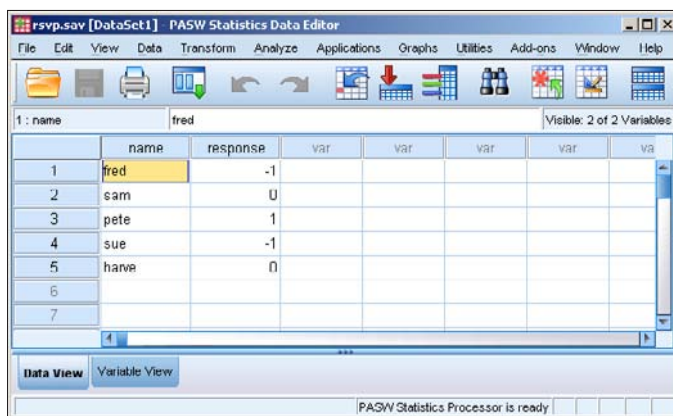 rsvp.sav [DataSet1] - PASW Statistics Data Editor
File Edit View Data Transform Analyze Applications Graphs Utilities Add-ons Window Help
1 : name fred Visible: 2 of 2 Variables
name response var var var var va
1 fred -1
2 sam 0
3 pete 1
4 sue -1
5 harve 0
6
7
Data View Variable View
PASW Statistics Processor is ready